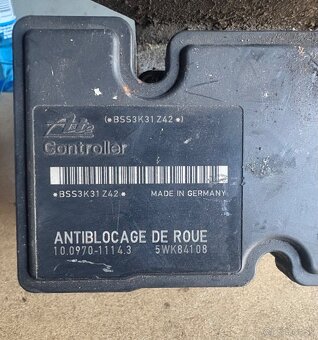 *BSS3K31Z42*
Ate
Controller
*BSS3K31Z42*
MADE IN GERMANY
ANTIBLOCAGE DE ROUE
10.0970-1114.3 5WK84108